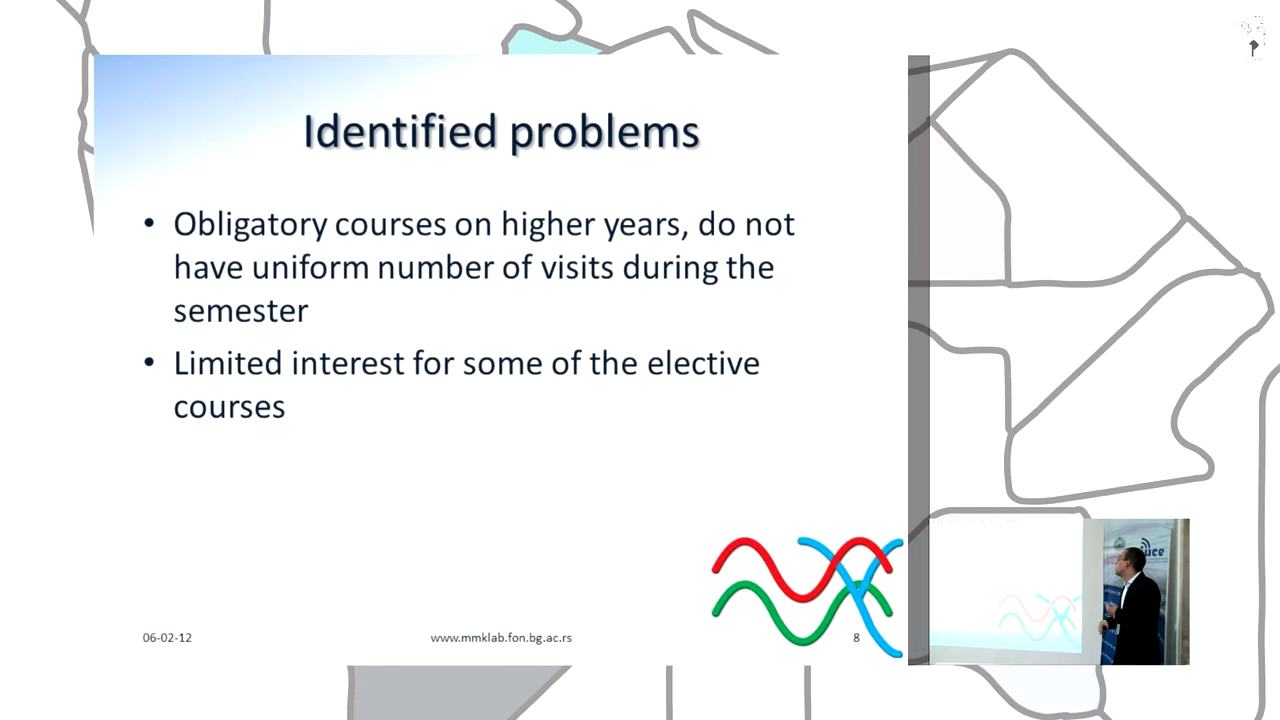 Identified problems
• Obligatory courses on higher years, do not
have uniform number of visits during the
semester
• Limited interest for some of the elective
courses
06-02-12
www.mmklab.fon.bg.ac.rs
8